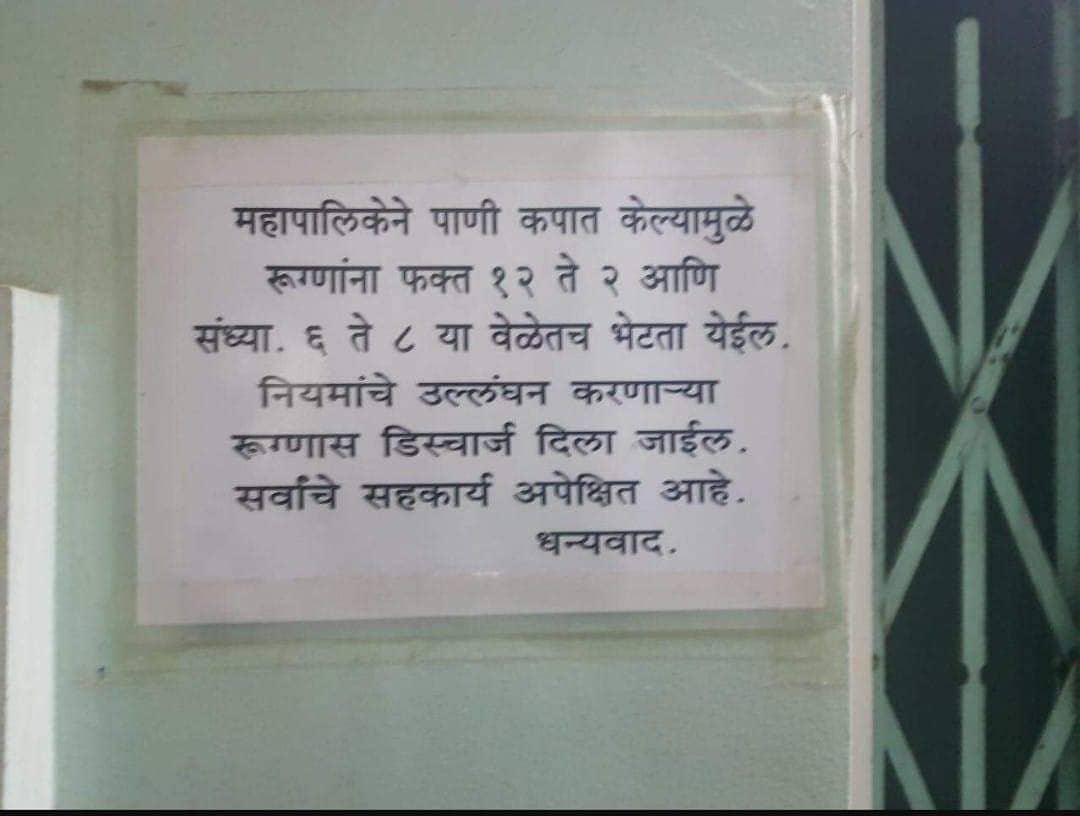 महापालिकेने पाणी कपात केल्यामुळे
रूग्णांना फक्त १२ ते २ आणि
संध्या. ६ ते ८ या वेळेतच भेटता येईल.
नियमांचे उल्लंघन करणाऱ्या
रूग्णास डिस्चार्ज दिला जाईल.
सर्वांचे सहकार्य अपेक्षित आहे.
धन्यवाद.